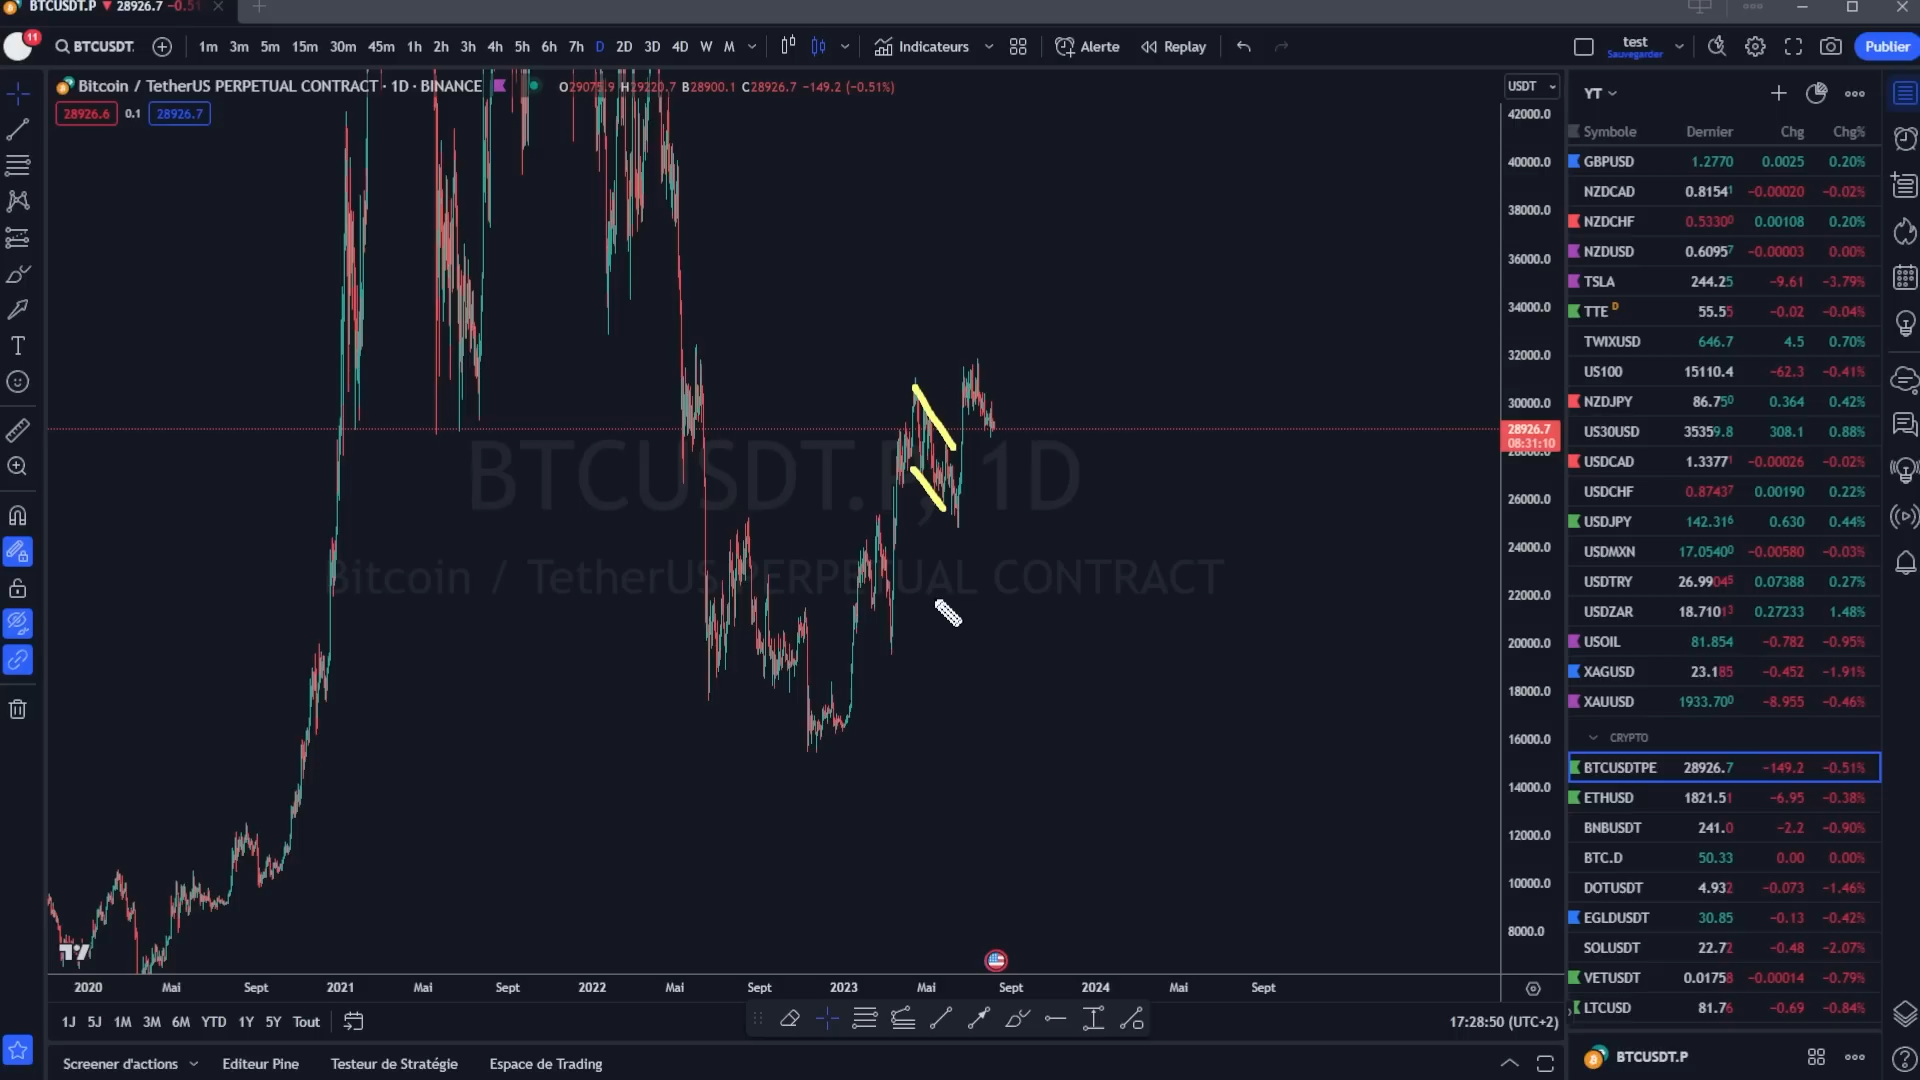 BTCUSDT.P ▼ 28926.7 −0.51
11 BTCUSDT. 1m 3m 5m 15m 30m 45m 1h 2h 3h 4h 5h 6h 7h D 2D 3D 4D W M Indicateurs Alerte Replay test Sauvegarder Publier
Bitcoin / TetherUS PERPETUAL CONTRACT · 1D · BINANCE O29075.9 H29220.7 B28900.1 C28926.7 −149.2 (−0.51%)
28926.6 0.1 28926.7
USDT
42000.0
40000.0
38000.0
36000.0
34000.0
32000.0
30000.0
28926.7
08:31:10
28000.0
26000.0
24000.0
22000.0
20000.0
18000.0
16000.0
14000.0
12000.0
10000.0
8000.0
BTCUSDT.P, 1D
Bitcoin / TetherUS PERPETUAL CONTRACT
2020 Mai Sept 2021 Mai Sept 2022 Mai Sept 2023 Mai Sept 2024 Mai Sept
1J 5J 1M 3M 6M YTD 1Y 5Y Tout
17:28:50 (UTC+2)
Screener d'actions Editeur Pine Testeur de Stratégie Espace de Trading
YT
Symbole Dernier Chg Chg%
GBPUSD 1.2770 0.0025 0.20%
NZDCAD 0.81541 −0.00020 −0.02%
NZDCHF 0.53300 0.00108 0.20%
NZDUSD 0.60957 −0.00003 0.00%
TSLA 244.25 −9.61 −3.79%
TTE D 55.55 −0.02 −0.04%
TWIXUSD 646.7 4.5 0.70%
US100 15110.4 −62.3 −0.41%
NZDJPY 86.750 0.364 0.42%
US30USD 35359.8 308.1 0.88%
USDCAD 1.33771 −0.00026 −0.02%
USDCHF 0.87437 0.00190 0.22%
USDJPY 142.316 0.630 0.44%
USDMXN 17.05400 −0.00580 −0.03%
USDTRY 26.99045 0.07388 0.27%
USDZAR 18.71013 0.27233 1.48%
USOIL 81.854 −0.782 −0.95%
XAGUSD 23.185 −0.452 −1.91%
XAUUSD 1933.700 −8.955 −0.46%
CRYPTO
BTCUSDTPE 28926.7 −149.2 −0.51%
ETHUSD 1821.51 −6.95 −0.38%
BNBUSDT 241.0 −2.2 −0.90%
BTC.D 50.33 0.00 0.00%
DOTUSDT 4.932 −0.073 −1.46%
EGLDUSDT 30.85 −0.13 −0.42%
SOLUSDT 22.72 −0.48 −2.07%
VETUSDT 0.01758 −0.00014 −0.79%
LTCUSD 81.76 −0.69 −0.84%
BTCUSDT.P